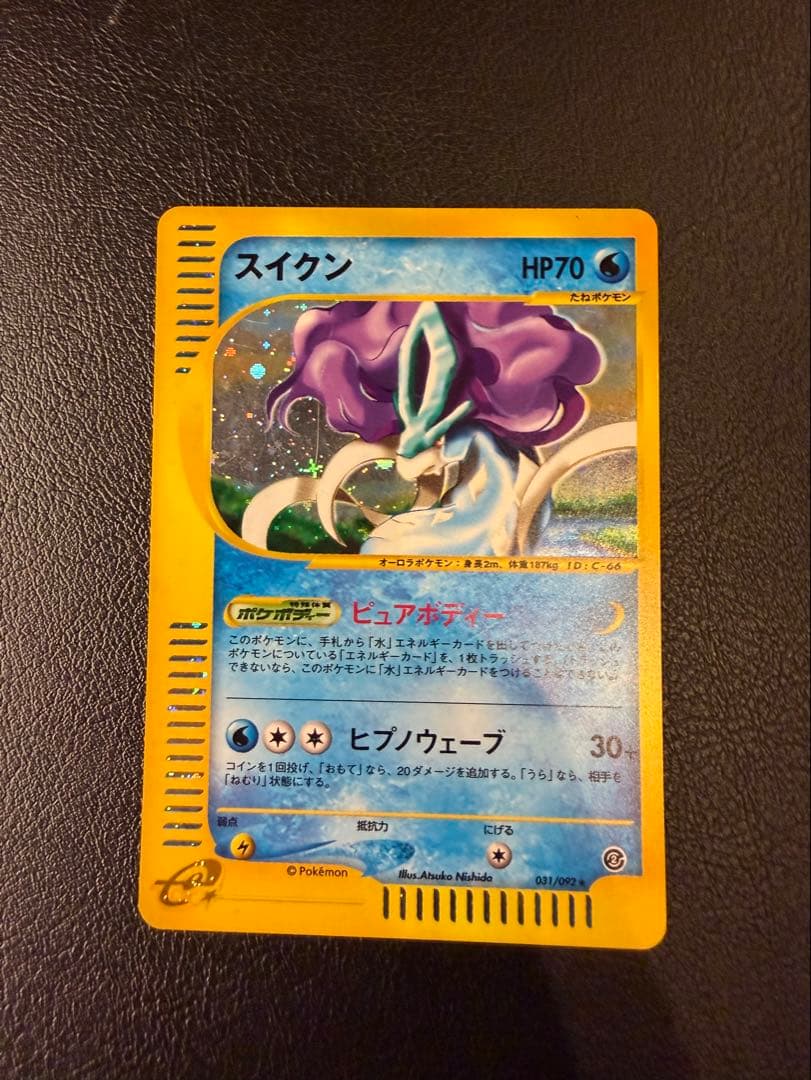 スイクン
HP70
たねポケモン
オーロラポケモン：身長2m、体重187kg ID：C-66
特殊体質
ポケボディー
ピュアボディー
このポケモンに、手札から「水」エネルギーカードを出して
ポケモンについている「エネルギーカード」を、1枚トラッシュする。
できないなら、このポケモンに「水」エネルギーカードをつけることはできない。
ヒプノウェーブ 30+
コインを1回投げ、「おもて」なら、20ダメージを追加する。「うら」なら、相手を
「ねむり」状態にする。
弱点
抵抗力
にげる
© Pokémon
Illus.Atsuko Nishida
031/092 ★